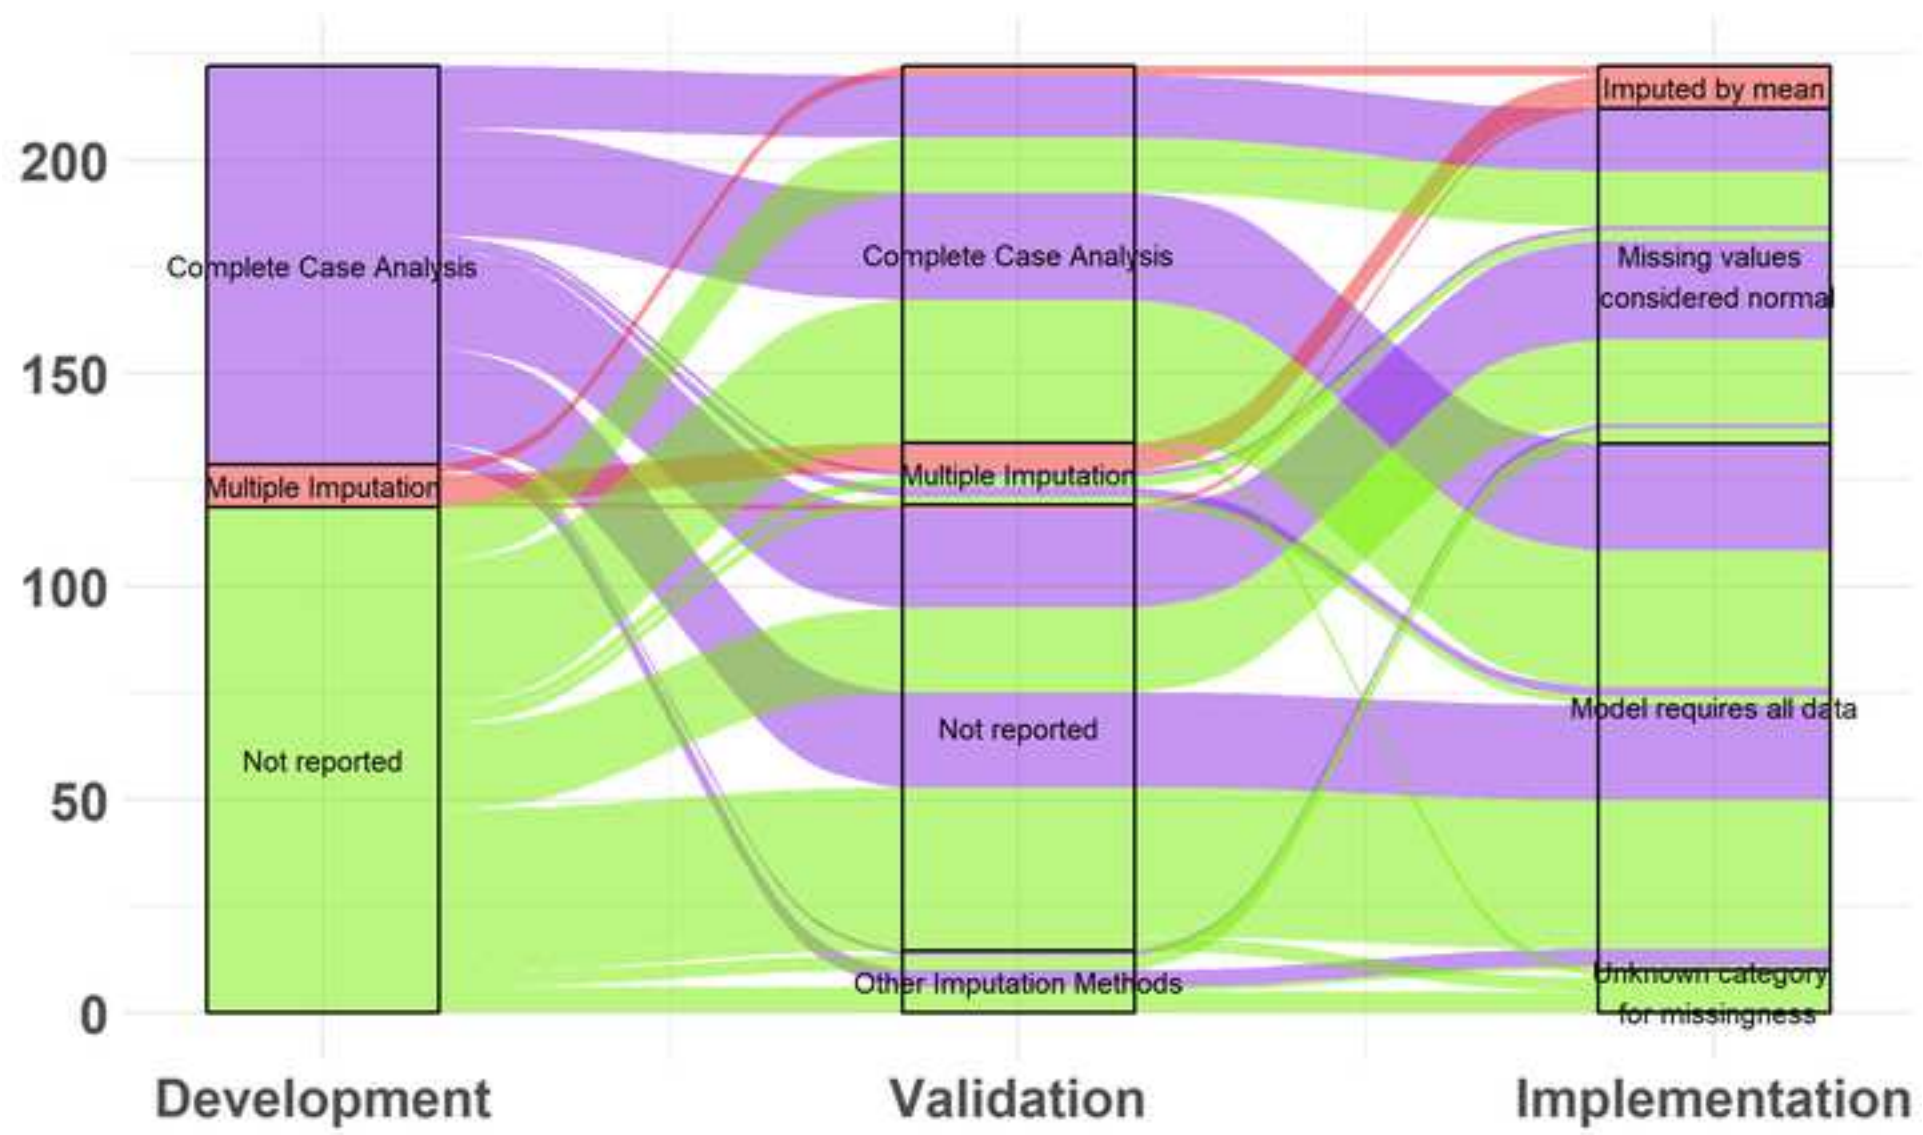 200
150
100
50
0
Complete Case Analysis
Multiple Imputation
Not reported
Complete Case Analysis
Multiple Imputation
Not reported
Other Imputation Methods
Imputed by mean
Missing values
considered normal
Model requires all data
Unknown category
for missingness
Development
Validation
Implementation